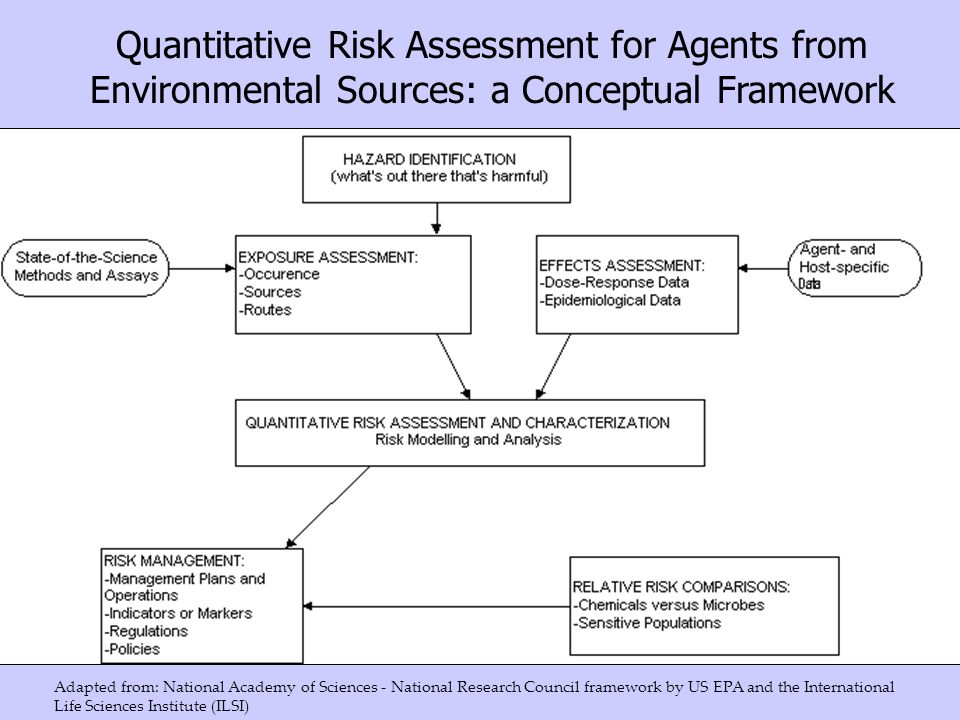 Quantitative Risk Assessment for Agents from
Environmental Sources: a Conceptual Framework
HAZARD IDENTIFICATION
(what's out there that's harmful)
State-of-the-Science
Methods and Assays
EXPOSURE ASSESSMENT:
-Occurence
-Sources
-Routes
EFFECTS ASSESSMENT:
-Dose-Response Data
-Epidemiological Data
Agent- and
Host-specific
Data
QUANTITATIVE RISK ASSESSMENT AND CHARACTERIZATION
Risk Modelling and Analysis
RISK MANAGEMENT:
-Management Plans and
Operations
-Indicators or Markers
-Regulations
-Policies
RELATIVE RISK COMPARISONS:
-Chemicals versus Microbes
-Sensitive Populations
Adapted from: National Academy of Sciences - National Research Council framework by US EPA and the International
Life Sciences Institute (ILSI)